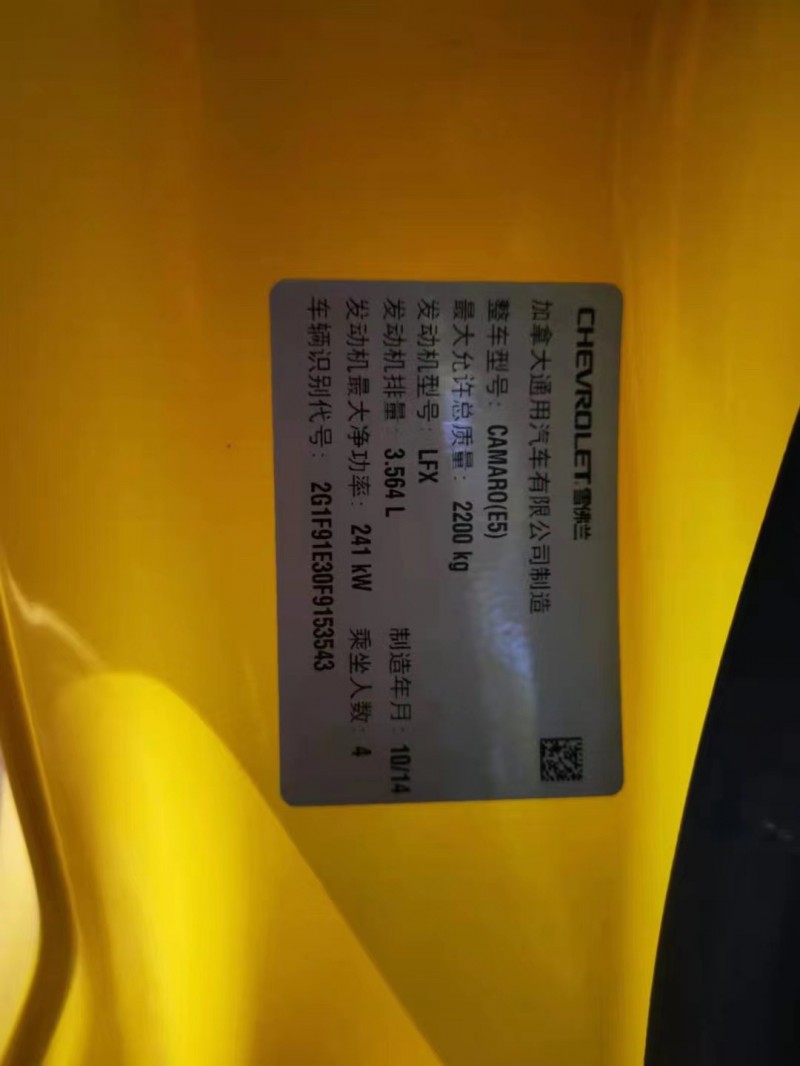 CHEVROLET 雪佛兰
加拿大通用汽车有限公司制造
整车型号: CAMARO(E5)
最大允许总质量: 2200 kg
发动机型号: LFX
发动机排量: 3.564 L 制造年月: 10/14
发动机最大净功率: 241 kW 乘坐人数: 4
车辆识别代号: 2G1F91E30F9153543